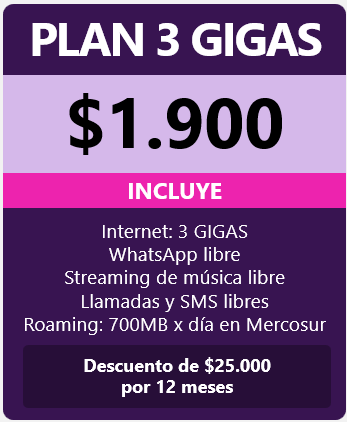 PLAN 3 GIGAS
$1.900
INCLUYE
Internet: 3 GIGAS
WhatsApp libre
Streaming de música libre
Llamadas y SMS libres
Roaming: 700MB x día en Mercosur
Descuento de $25.000
por 12 meses